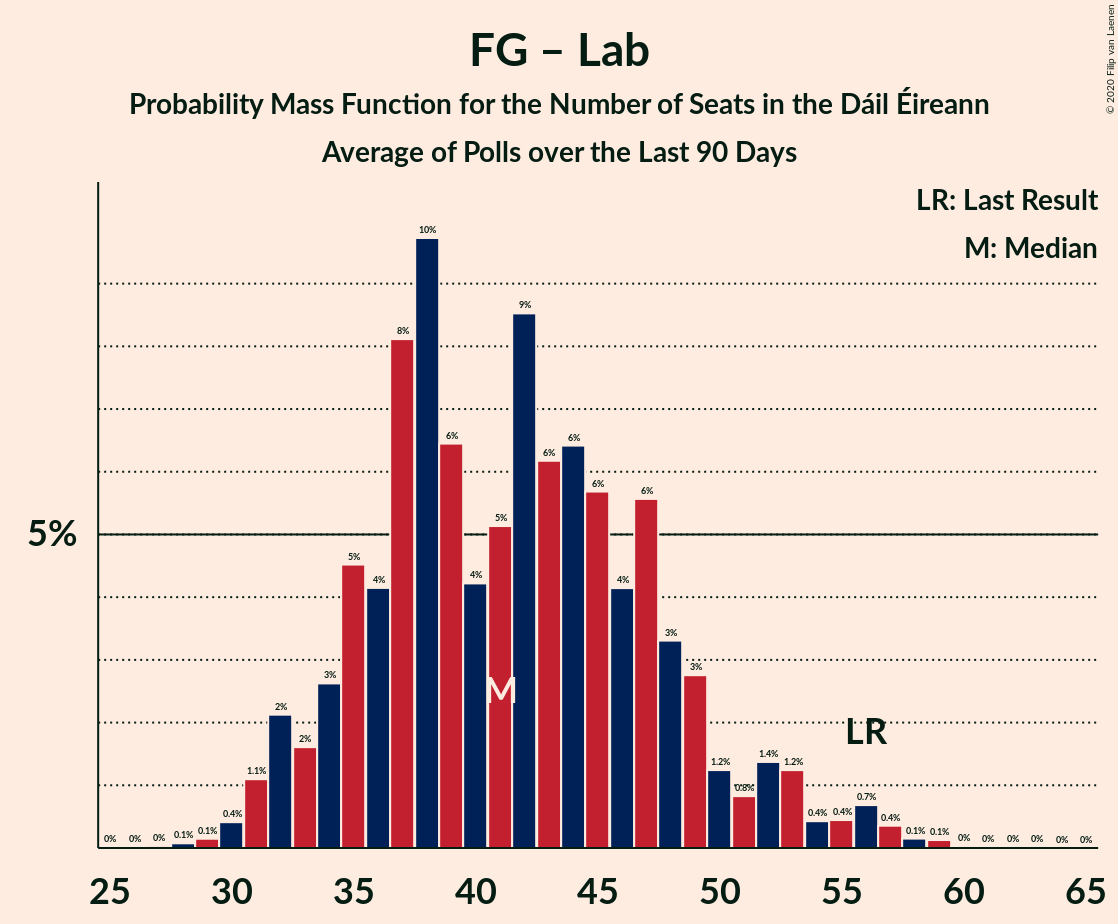 © 2020 Filip van Laenen
FG – Lab
Probability Mass Function for the Number of Seats in the Dáil Éireann
Average of Polls over the Last 90 Days
LR: Last Result
M: Median
5%
0% 0% 0% 0.1% 0.1% 0.4% 1.1% 2% 2% 3% 5% 4% 8% 10% 6% 4% 5% 9% 6% 6% 6% 4% 6% 3% 3% 1.2% 0.8% 1.4% 1.2% 0.4% 0.4% 0.7% 0.4% 0.1% 0.1% 0% 0% 0% 0% 0% 0%
M
LR
25 30 35 40 45 50 55 60 65